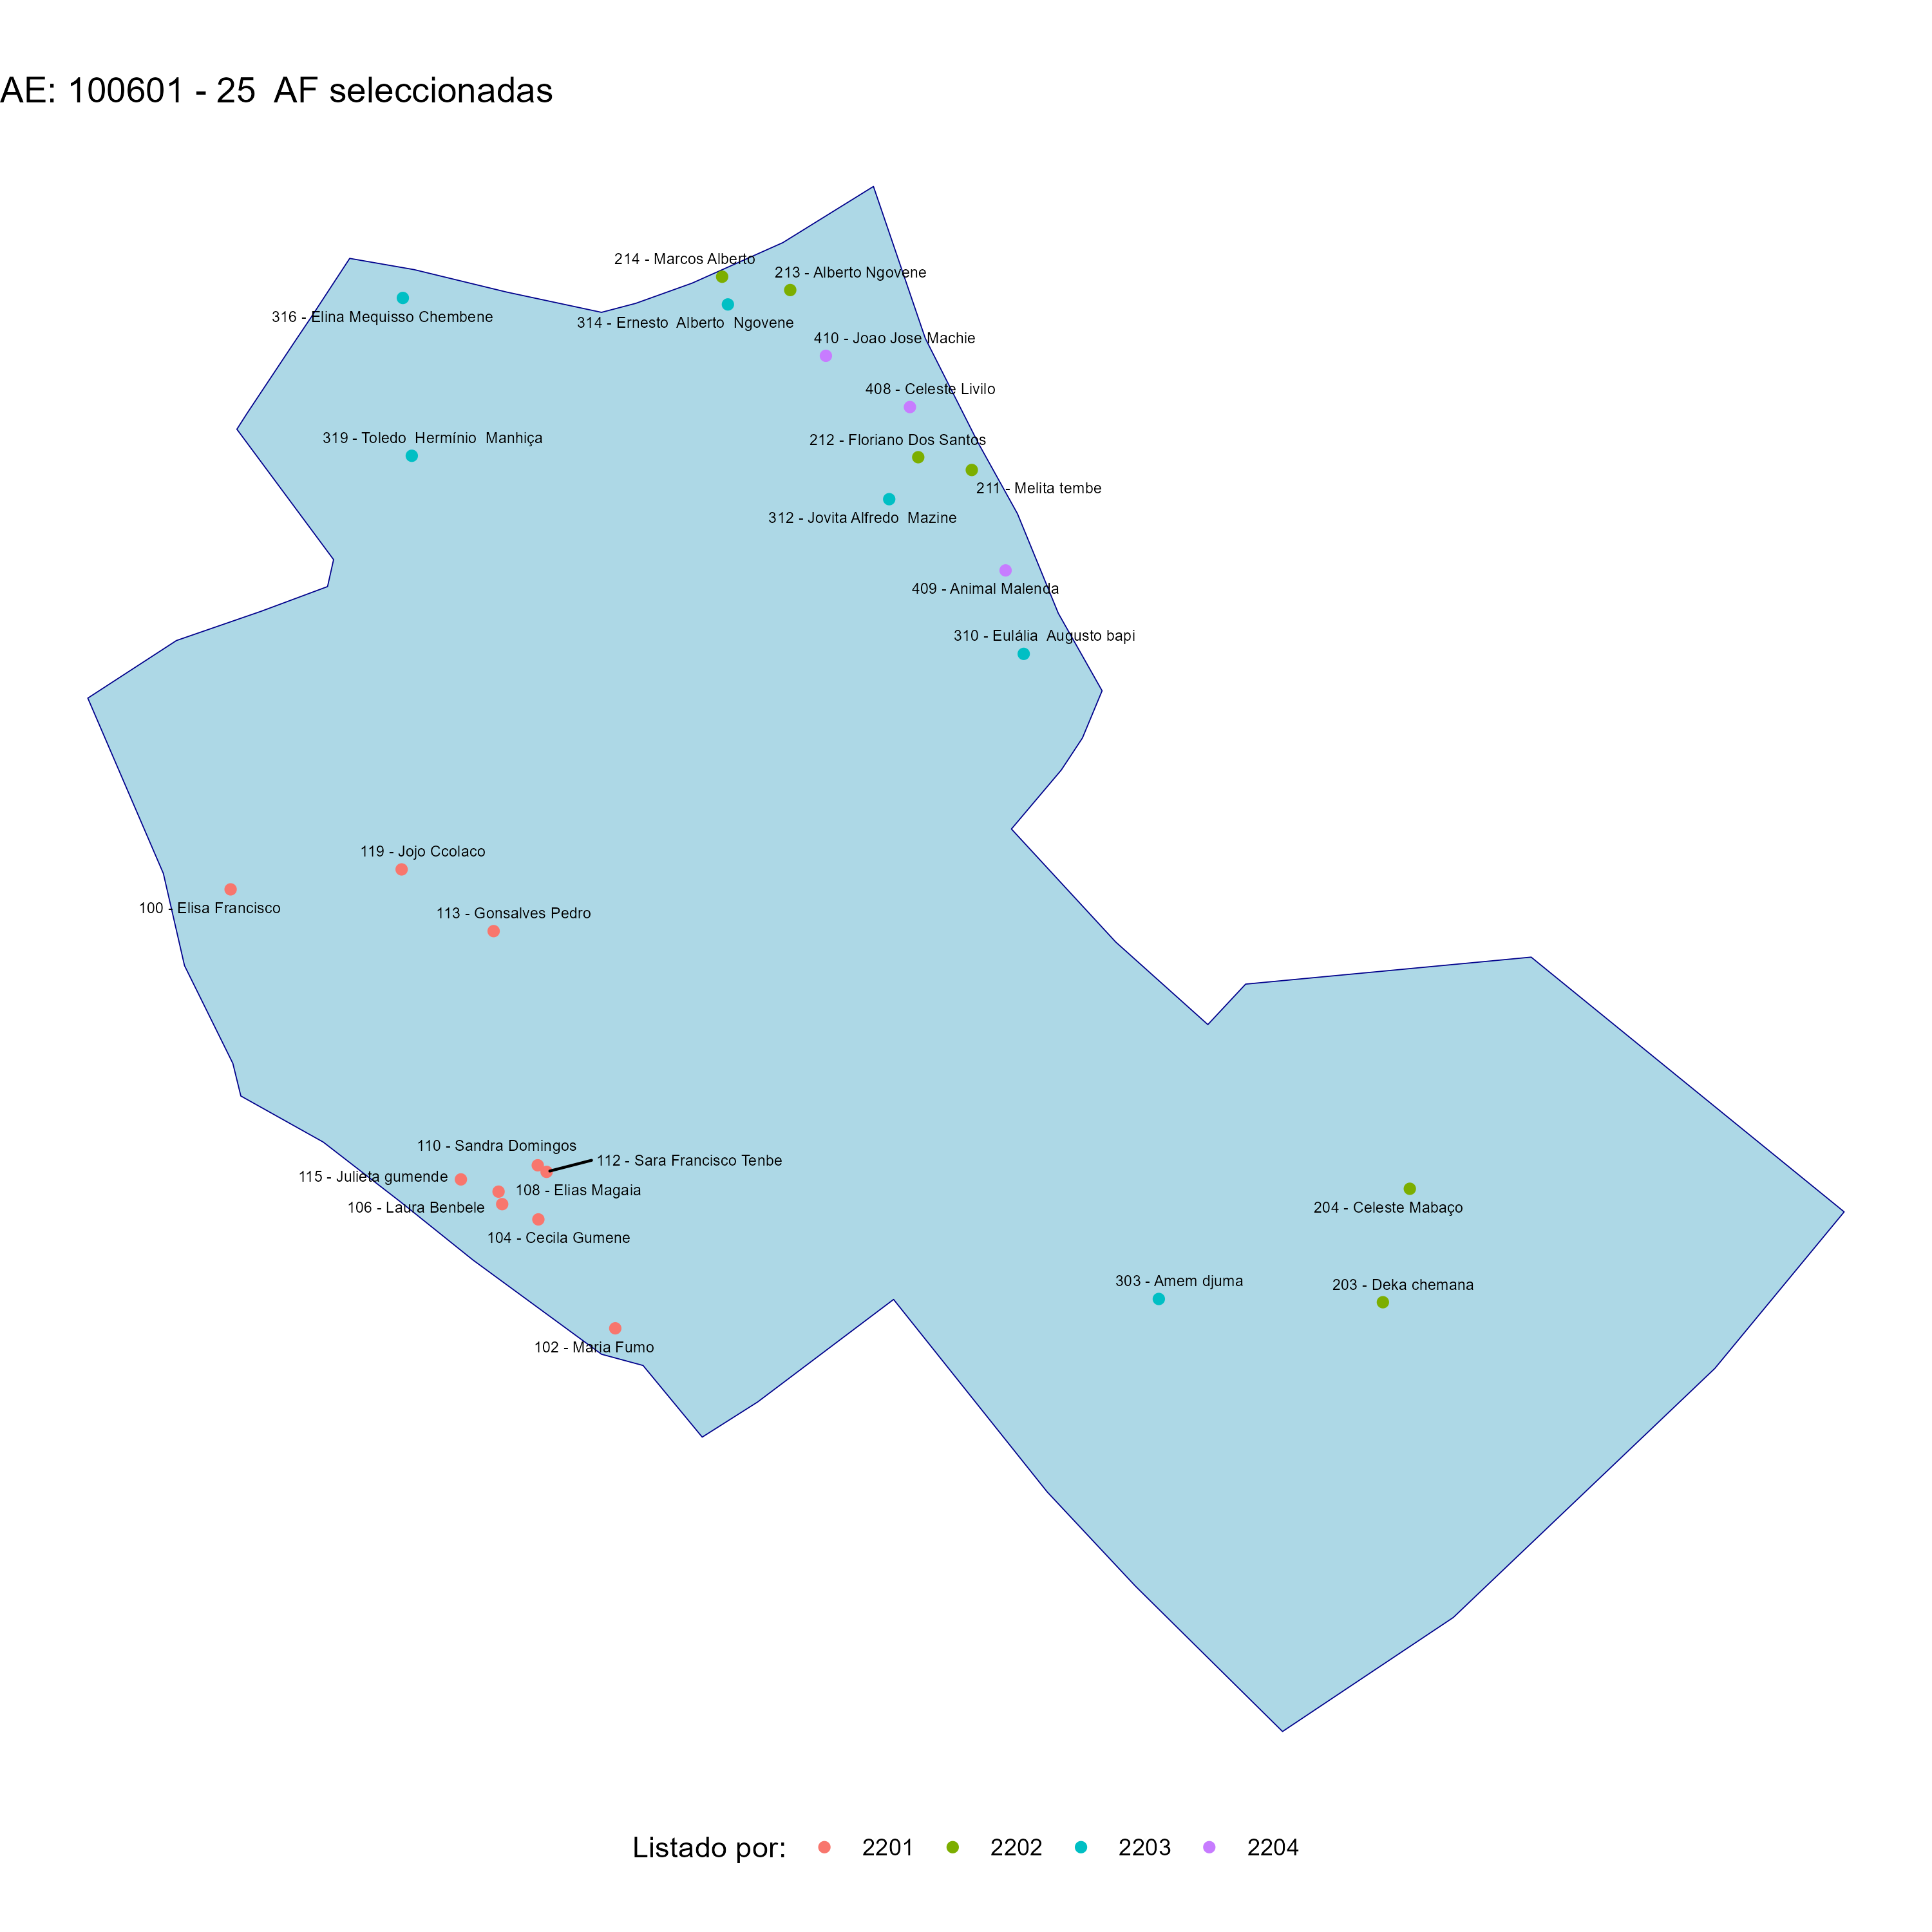 AE: 100601 - 25  AF seleccionadas
214 - Marcos Alberto
213 - Alberto Ngovene
316 - Elina Mequisso Chembene
314 - Ernesto  Alberto  Ngovene
410 - Joao Jose Machie
408 - Celeste Livilo
319 - Toledo  Hermínio  Manhiça
212 - Floriano Dos Santos
211 - Melita tembe
312 - Jovita Alfredo  Mazine
409 - Animal Malenda
310 - Eulália  Augusto bapi
119 - Jojo Ccolaco
100 - Elisa Francisco
113 - Gonsalves Pedro
110 - Sandra Domingos
112 - Sara Francisco Tenbe
115 - Julieta gumende
108 - Elias Magaia
106 - Laura Benbele
204 - Celeste Mabaço
104 - Cecila Gumene
303 - Amem djuma
203 - Deka chemana
102 - Maria Fumo
Listado por: 2201 2202 2203 2204